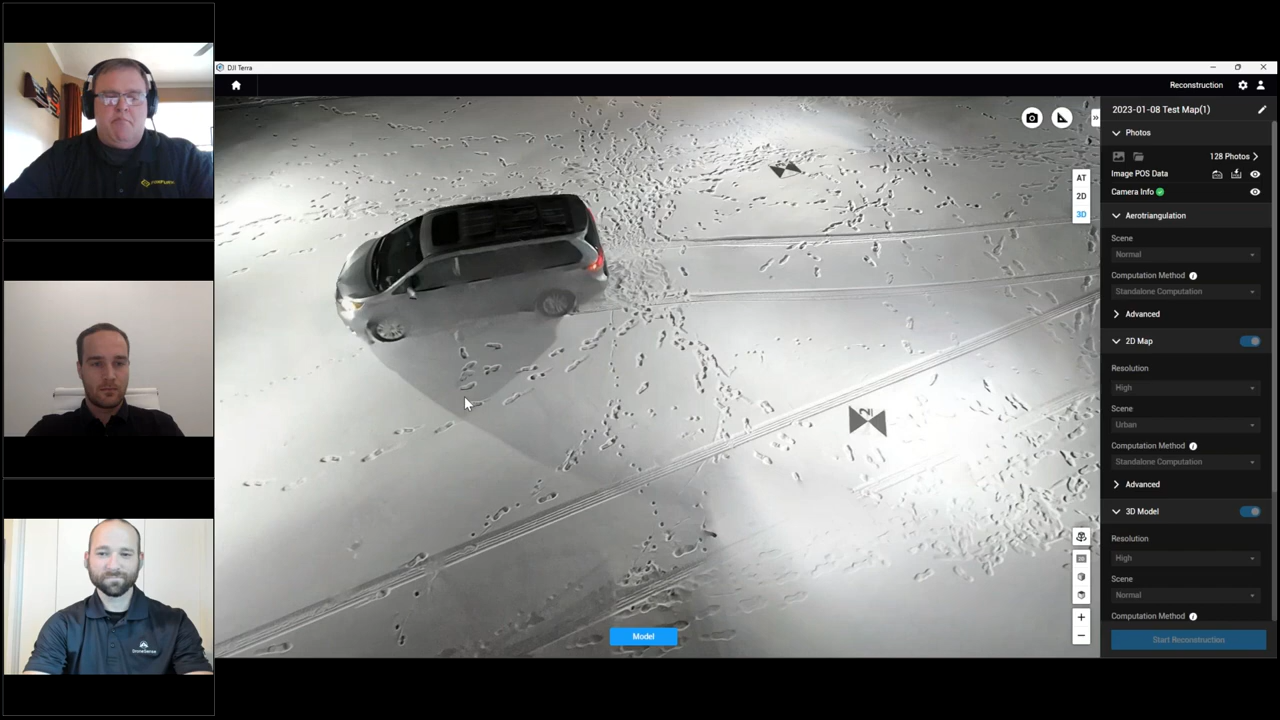 DJI Terra
Reconstruction
2023-01-08 Test Map(1)
Photos
128 Photos
Image POS Data
Camera Info
AT
2D
3D
Aerotriangulation
Scene
Normal
Computation Method
Standalone Computation
Advanced
2D Map
Resolution
High
Scene
Urban
Computation Method
Standalone Computation
Advanced
3D Model
Resolution
High
Scene
Normal
Computation Method
Start Reconstruction
Model
DroneSense